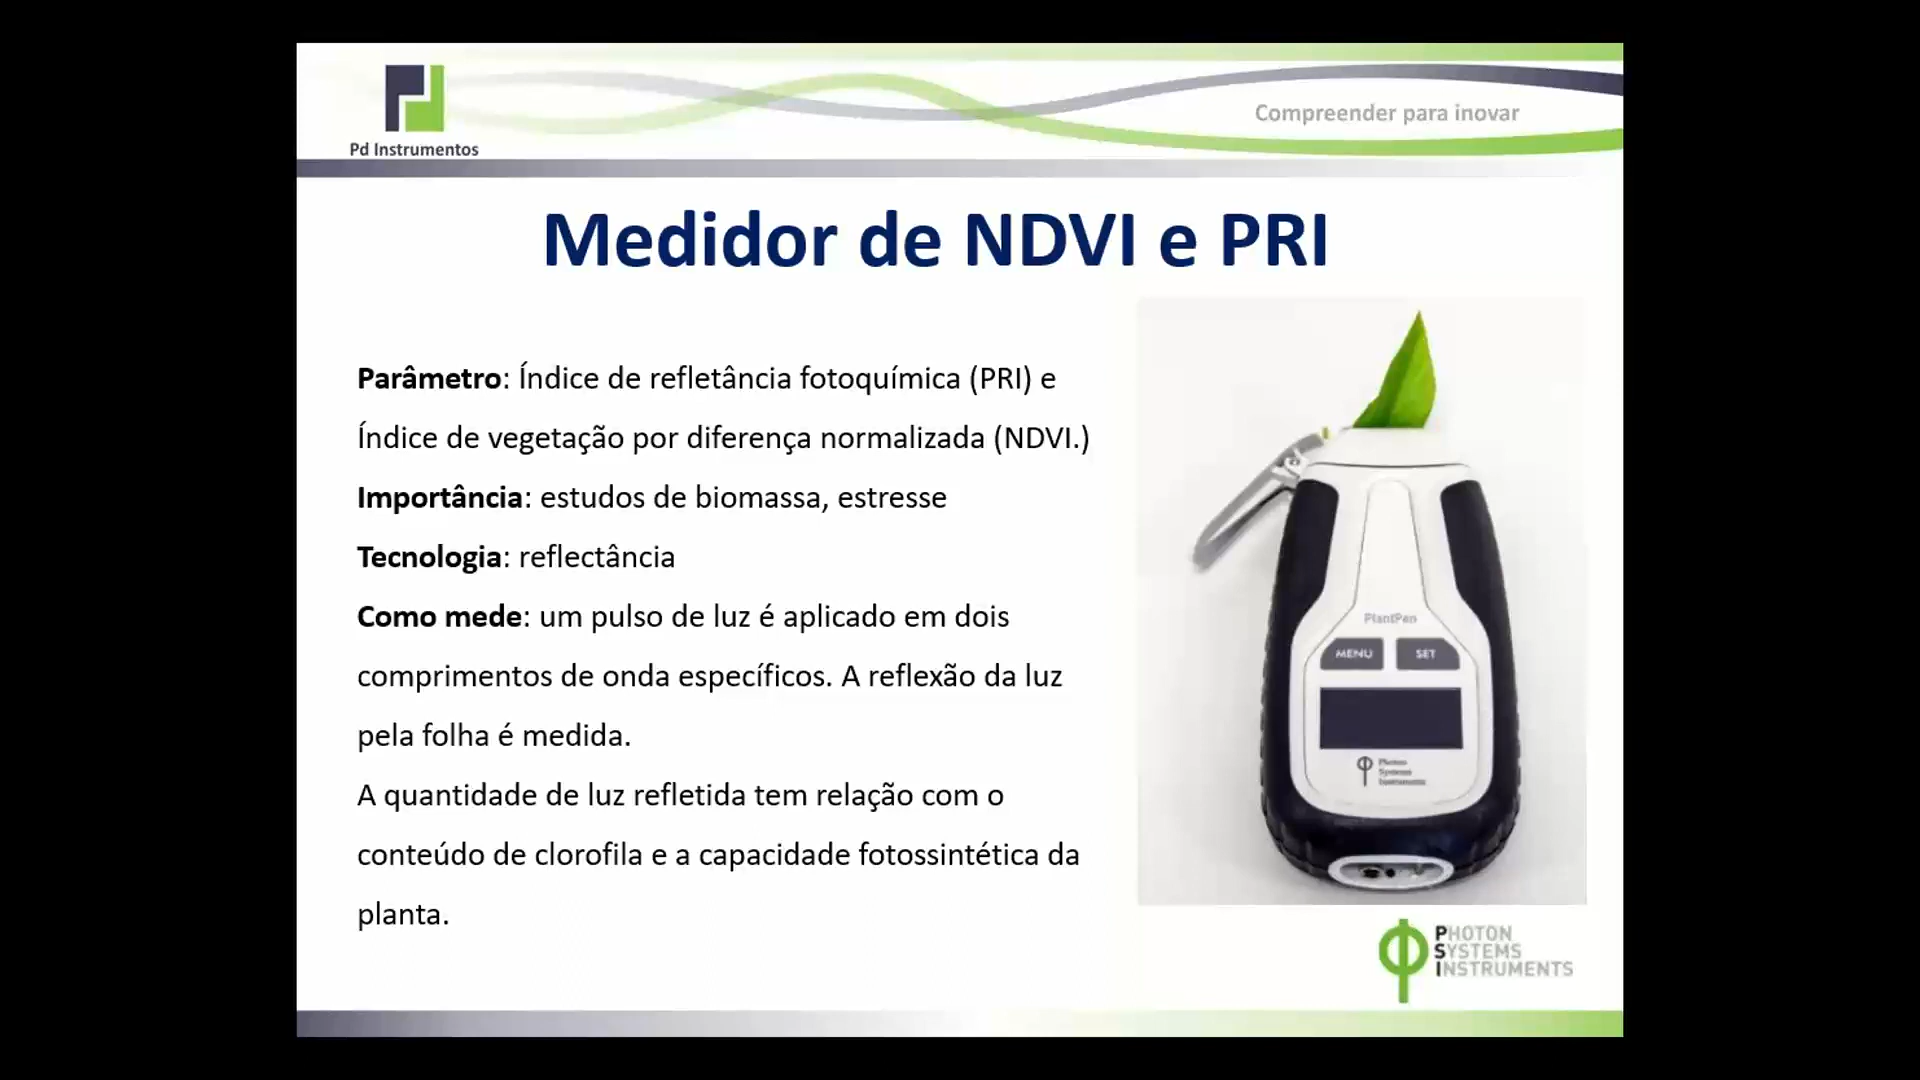 Pd Instrumentos
Compreender para inovar
Medidor de NDVI e PRI
Parâmetro: Índice de refletância fotoquímica (PRI) e
Índice de vegetação por diferença normalizada (NDVI.)
Importância: estudos de biomassa, estresse
Tecnologia: reflectância
Como mede: um pulso de luz é aplicado em dois
comprimentos de onda específicos. A reflexão da luz
pela folha é medida.
A quantidade de luz refletida tem relação com o
conteúdo de clorofila e a capacidade fotossintética da
planta.
PlantPen
MENU SET
Photon
Systems
Instruments
PHOTON
SYSTEMS
INSTRUMENTS